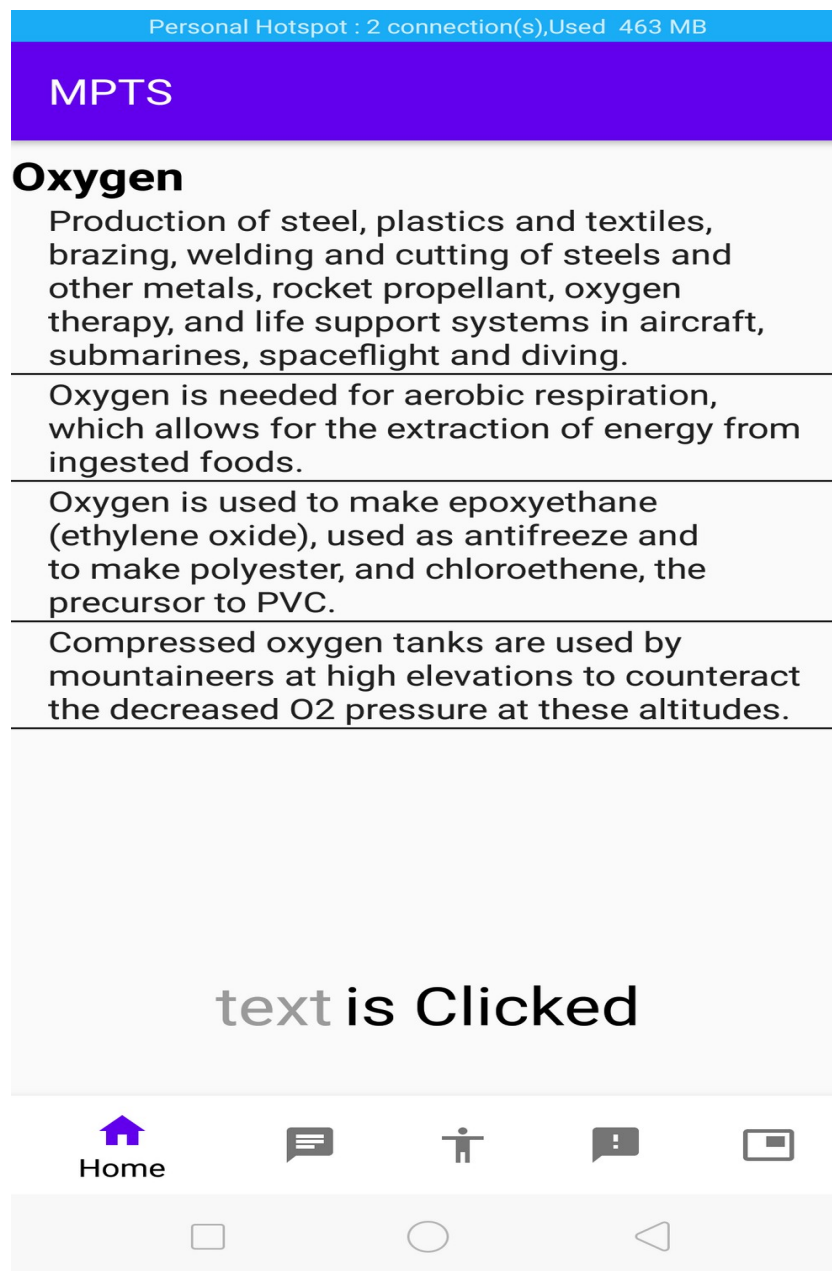 Personal Hotspot : 2 connection(s),Used  463 MB
MPTS
Oxygen
Production of steel, plastics and textiles,
brazing, welding and cutting of steels and
other metals, rocket propellant, oxygen
therapy, and life support systems in aircraft,
submarines, spaceflight and diving.
Oxygen is needed for aerobic respiration,
which allows for the extraction of energy from
ingested foods.
Oxygen is used to make epoxyethane
(ethylene oxide), used as antifreeze and
to make polyester, and chloroethene, the
precursor to PVC.
Compressed oxygen tanks are used by
mountaineers at high elevations to counteract
the decreased O2 pressure at these altitudes.
text is Clicked
Home